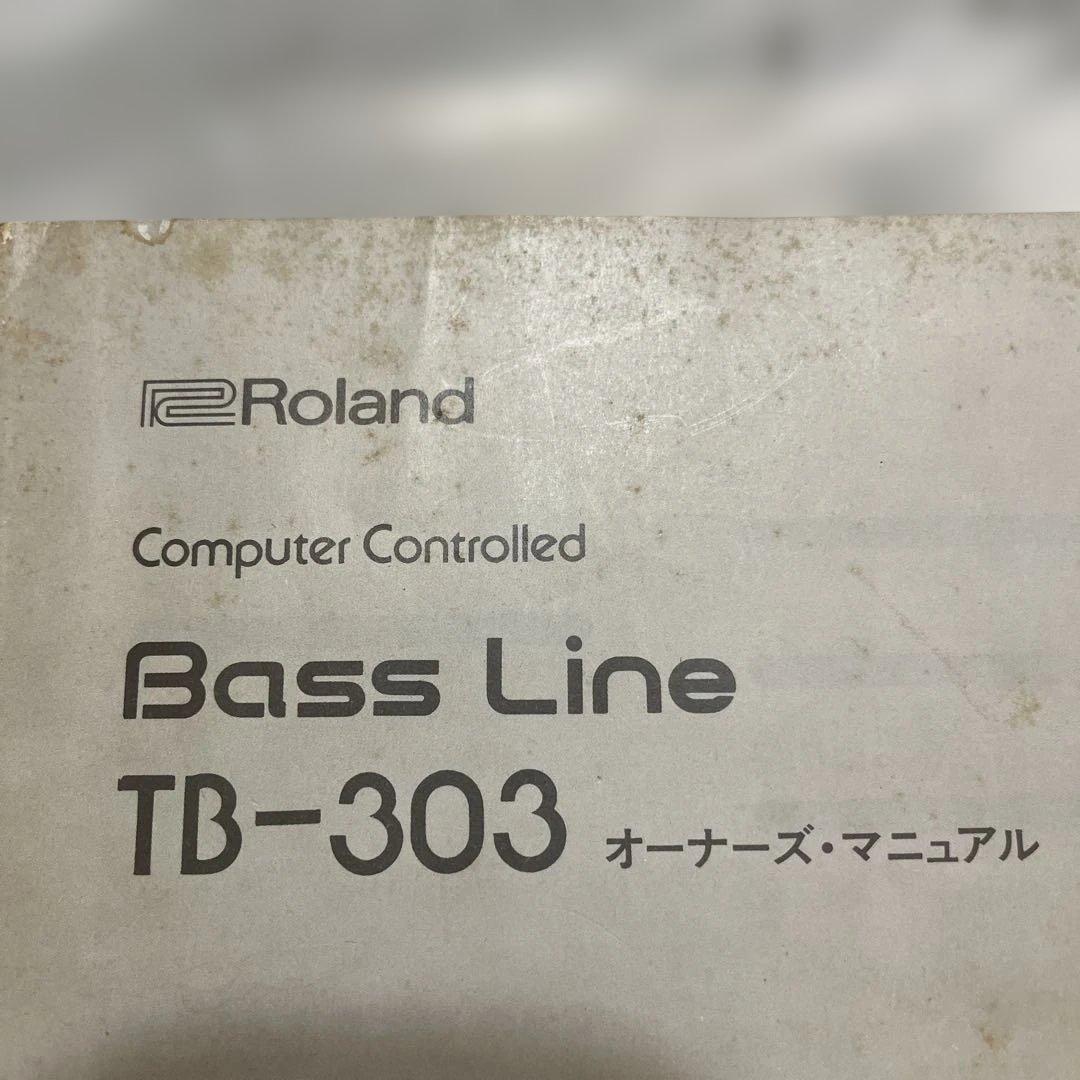 Roland
Computer Controlled
Bass Line
TB-303 オーナーズ・マニュアル